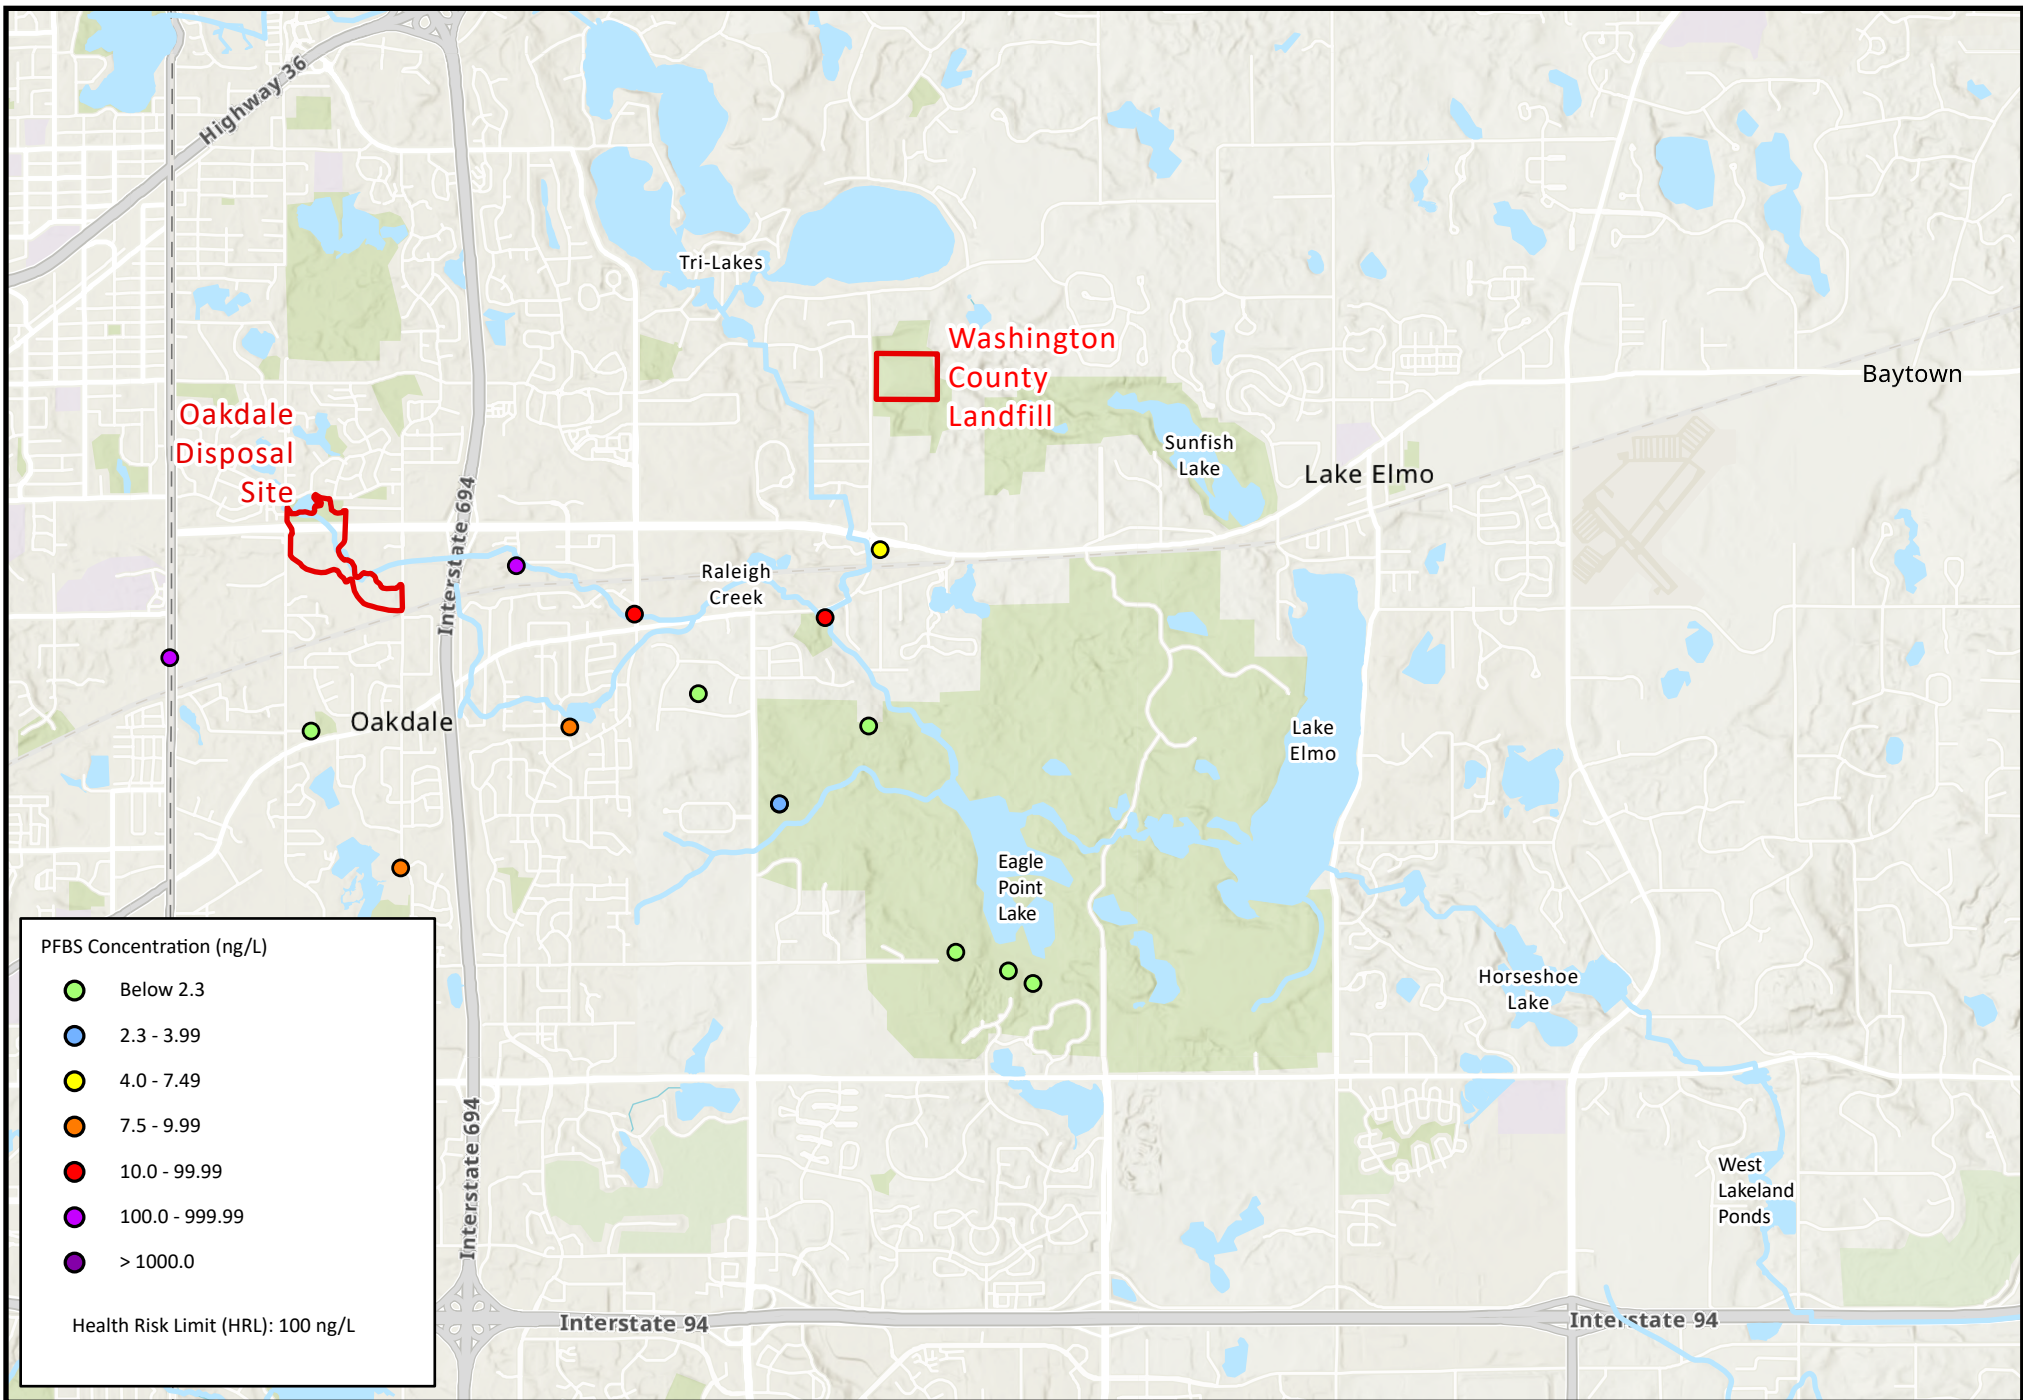 Highway 36
Tri-Lakes
Washington
County
Landfill
Baytown
Oakdale
Disposal
Site
Sunfish
Lake
Lake Elmo
Interstate 694
Raleigh
Creek
Oakdale
Lake
Elmo
Eagle
Point
Lake
Horseshoe
Lake
PFBS Concentration (ng/L)
Below 2.3
2.3 - 3.99
4.0 - 7.49
7.5 - 9.99
10.0 - 99.99
100.0 - 999.99
> 1000.0
Health Risk Limit (HRL): 100 ng/L
Interstate 694
West
Lakeland
Ponds
Interstate 94
Interstate 94